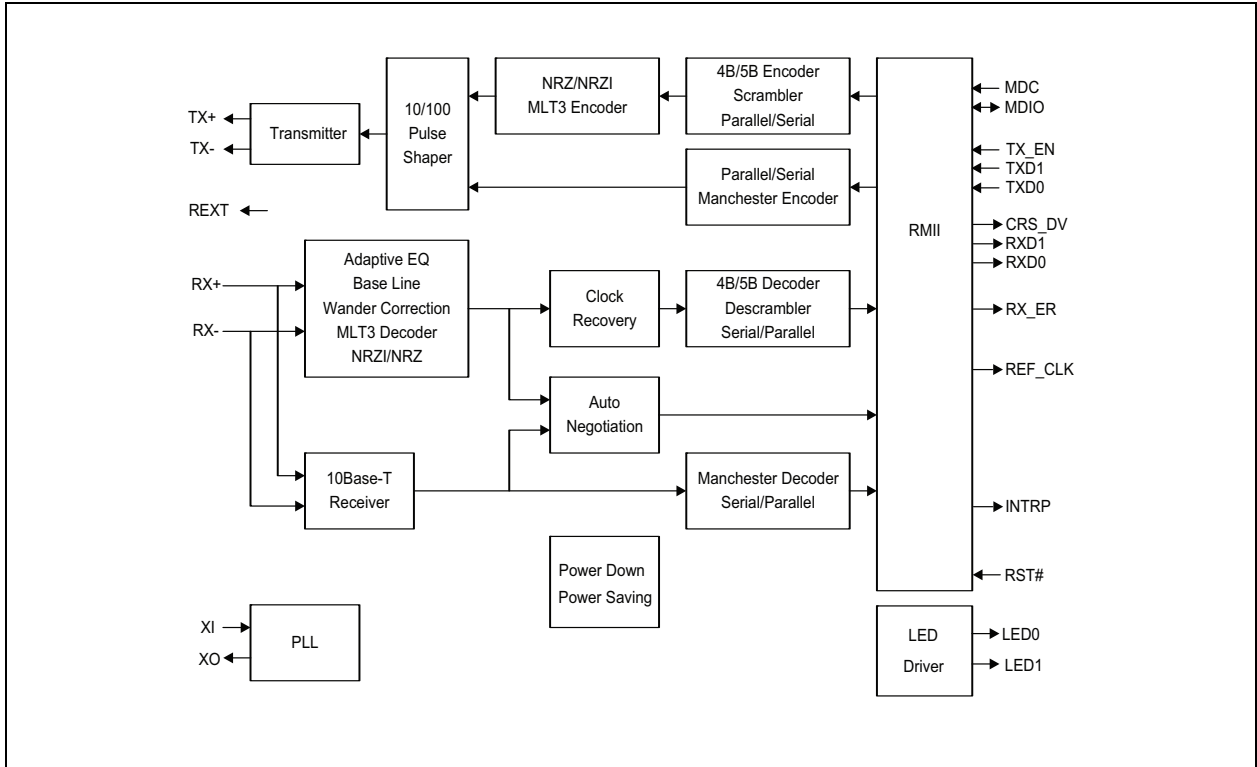 TX+
TX-
Transmitter
10/100
Pulse
Shaper
NRZ/NRZI
MLT3 Encoder
4B/5B Encoder
Scrambler
Parallel/Serial
Parallel/Serial
Manchester Encoder
RMII
MDC
MDIO
TX_EN
TXD1
TXD0
CRS_DV
RXD1
RXD0
RX_ER
REF_CLK
INTRP
RST#
REXT
RX+
RX-
Adaptive EQ
Base Line
Wander Correction
MLT3 Decoder
NRZI/NRZ
Clock
Recovery
4B/5B Decoder
Descrambler
Serial/Parallel
Auto
Negotiation
10Base-T
Receiver
Manchester Decoder
Serial/Parallel
Power Down
Power Saving
XI
XO
PLL
LED
Driver
LED0
LED1